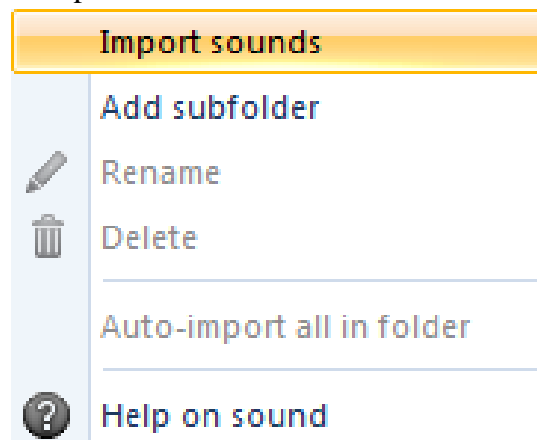 Import sounds
Add subfolder
Rename
Delete
Auto-import all in folder
Help on sound